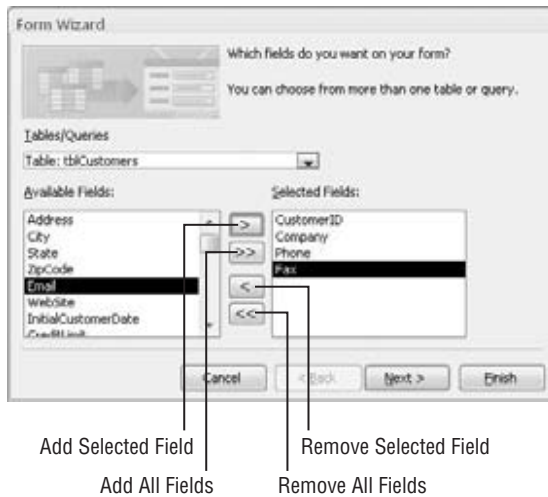 Form Wizard
Which fields do you want on your form?
You can choose from more than one table or query.
Tables/Queries
Table: tblCustomers
Available Fields:
Selected Fields:
Address
City
State
ZipCode
Email
WebSite
InitialCustomerDate
CreditLimit
>
>>
<
<<
CustomerID
Company
Phone
Fax
Cancel
< Back
Next >
Finish
Add Selected Field
Remove Selected Field
Add All Fields
Remove All Fields